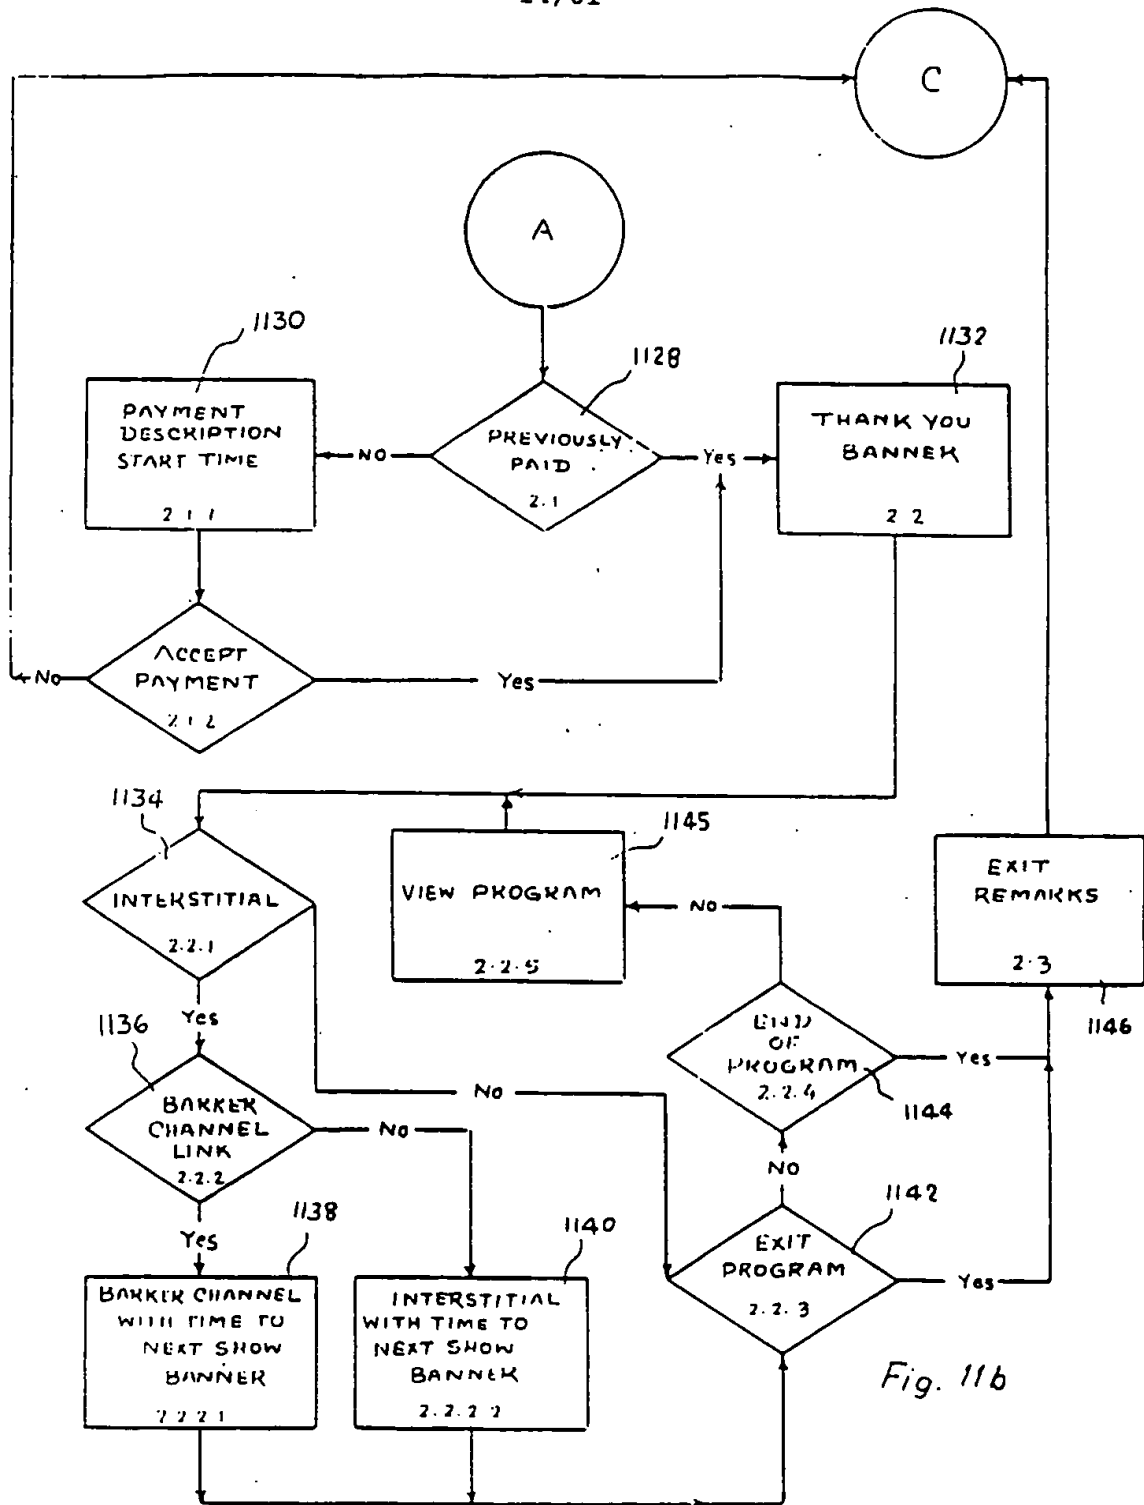 C
A
1130
1128
1132
PAYMENT
DESCRIPTION
START TIME
2.1.1
NO
PREVIOUSLY
PAID
2.1
Yes
THANK YOU
BANNER
2.2
ACCEPT
PAYMENT
2.1.2
No
Yes
1134
INTERSTITIAL
2.2.1
Yes
No
1145
VIEW PROGRAM
2.2.5
No
EXIT
REMARKS
2.3
1146
END
OF
PROGRAM
2.2.4
1144
Yes
No
1136
BARKER
CHANNEL
LINK
2.2.2
No
Yes
1138
BARKER CHANNEL
WITH TIME TO
NEXT SHOW
BANNER
2.2.2.1
1140
INTERSTITIAL
WITH TIME TO
NEXT SHOW
BANNER
2.2.2.2
1142
EXIT
PROGRAM
2.2.3
Yes
Fig. 11b